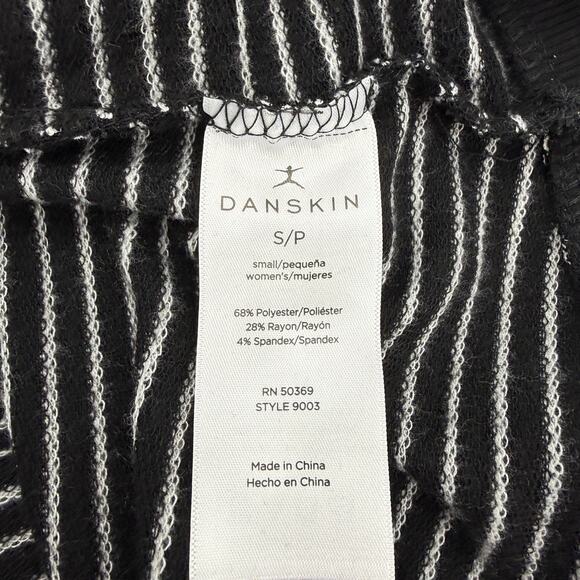 DANSKIN
S/P
small/pequeña
women's/mujeres
68% Polyester/Poliéster
28% Rayon/Rayón
4% Spandex/Spandex
RN 50369
STYLE 9003
Made in China
Hecho en China